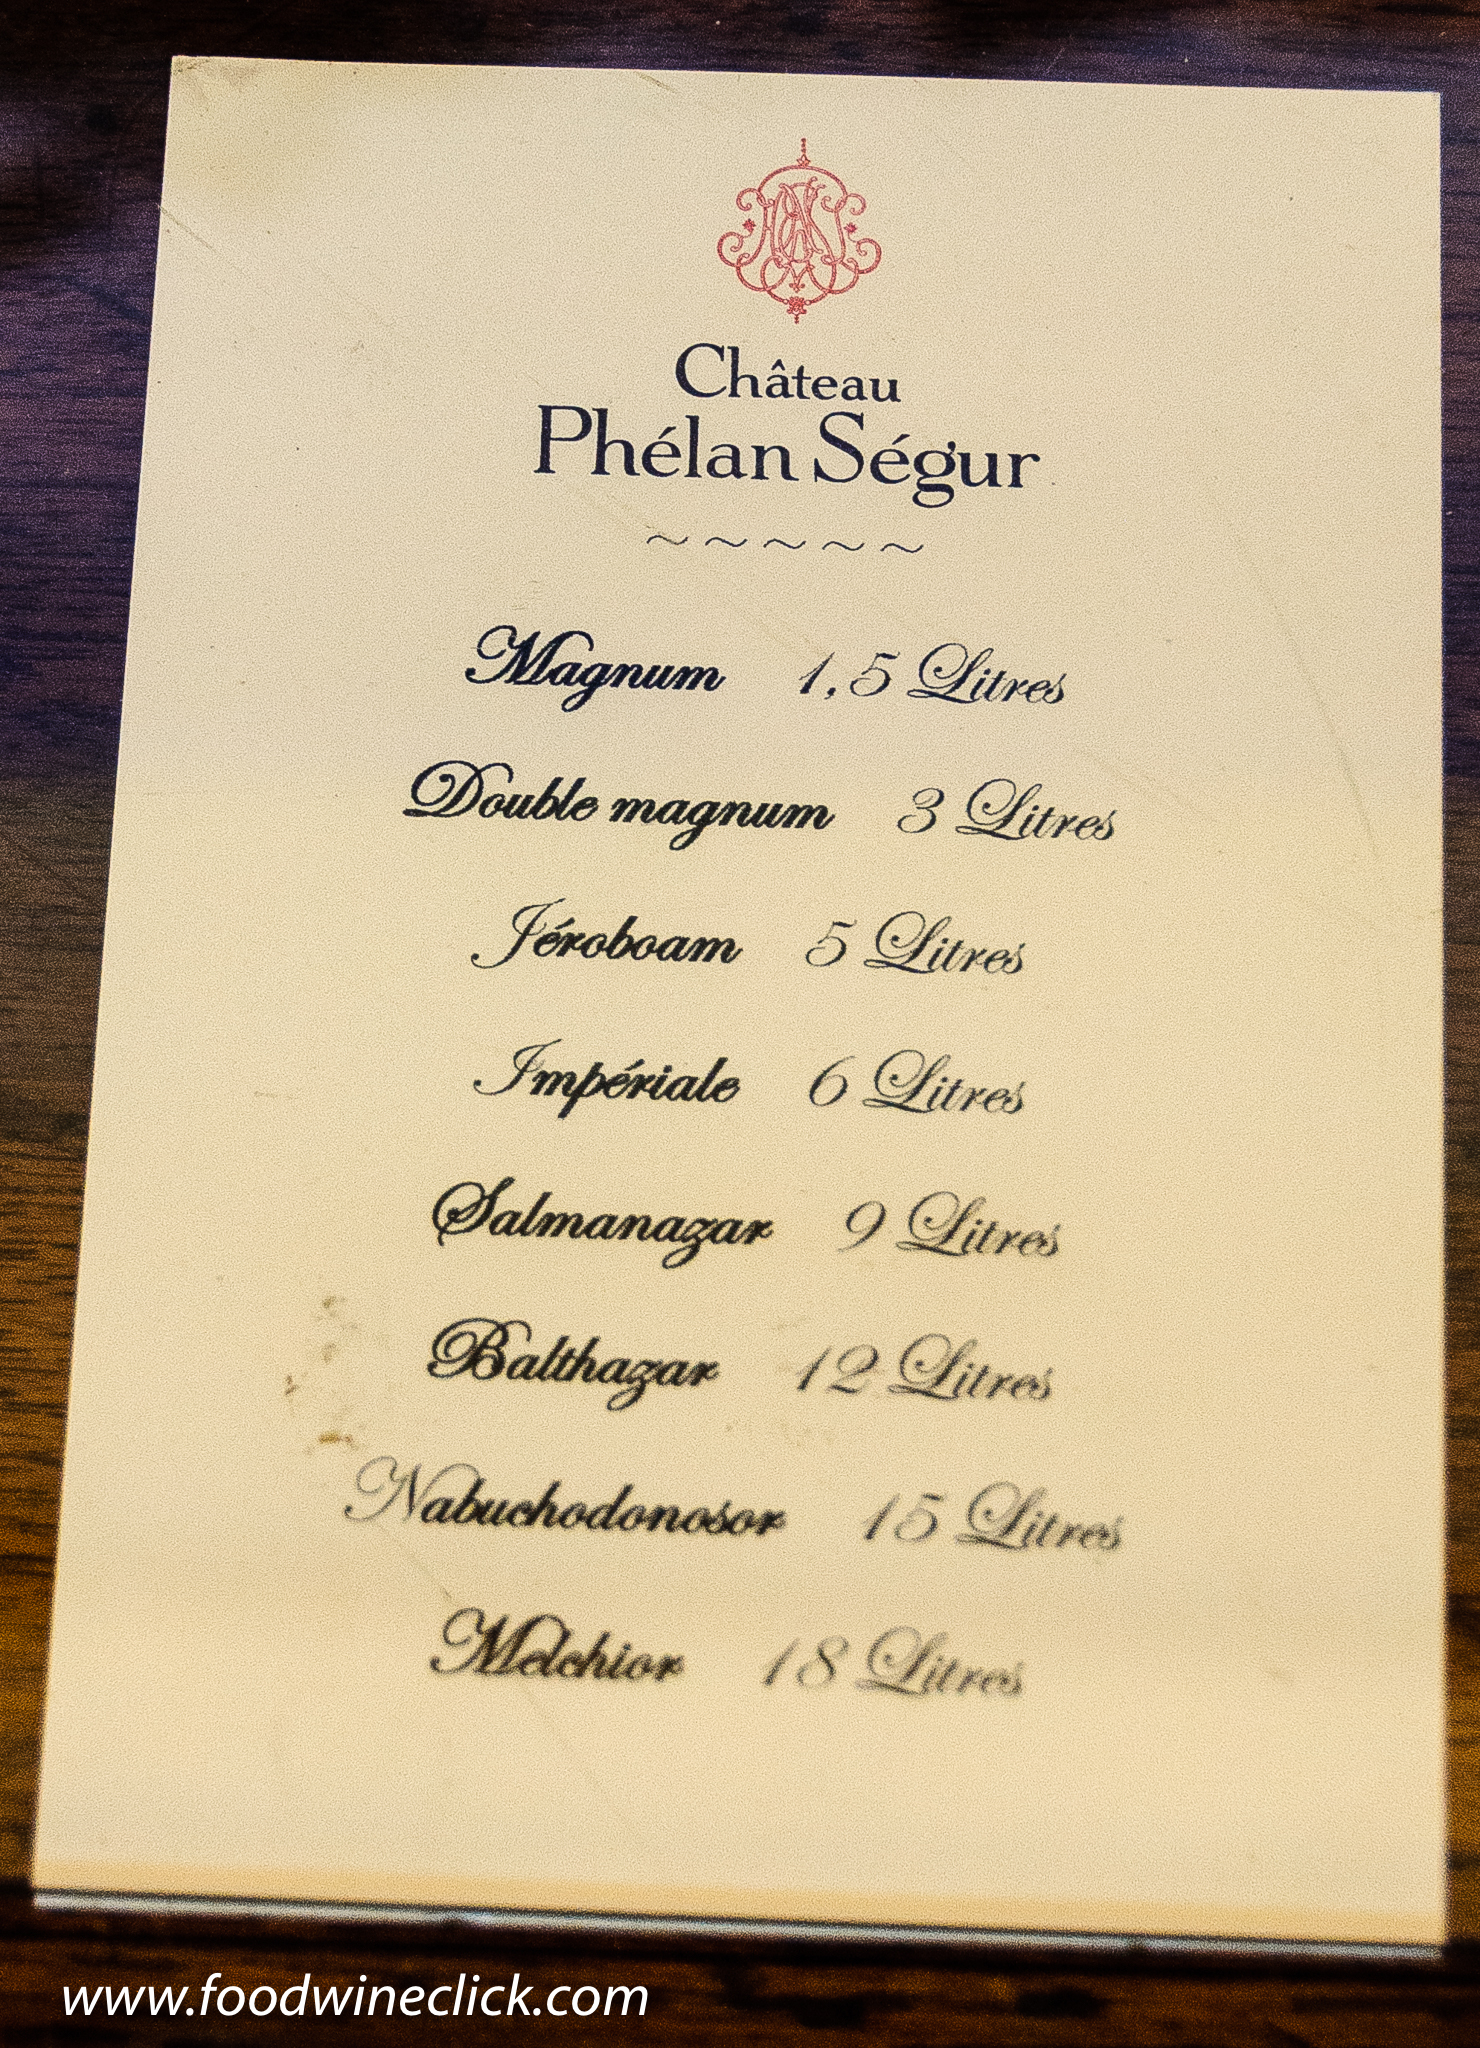 Château
Phélan Ségur
~ ~ ~ ~ ~
Magnum 1,5 Litres
Double magnum 3 Litres
Jéroboam 5 Litres
Impériale 6 Litres
Salmanazar 9 Litres
Balthazar 12 Litres
Nabuchodonosor 15 Litres
Melchior 18 Litres
www.foodwineclick.com